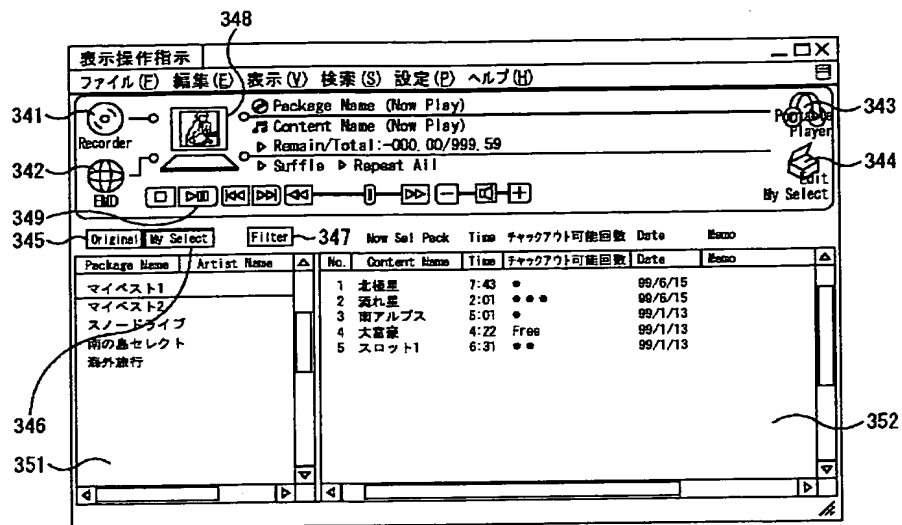 348
表示操作指示
ファイル(F) 編集(E) 表示(V) 検索(S) 設定(P) ヘルプ(H)
341
Recorder
Package Name (Now Play)
Content Name (Now Play)
Remain/Total:-000.00/999.59
Suffle Repeat All
Portable Player
343
342
EMD
Edit
My Select
344
349
345
Original
My Select
Filter
347
Now Sel Pack Time チャックアウト可能回数 Date Memo
Package Name Artist Name
No. Content Name Time チャックアウト可能回数 Date Memo
マイベスト1
マイベスト2
スノードライブ
南の島セレクト
海外旅行
1 北極星 7:43 ● 99/6/15
2 流れ星 2:01 ●●● 99/6/15
3 南アルプス 5:01 ● 99/1/13
4 大富豪 4:22 Free 99/1/13
5 スロット1 6:31 ●● 99/1/13
346
351
352